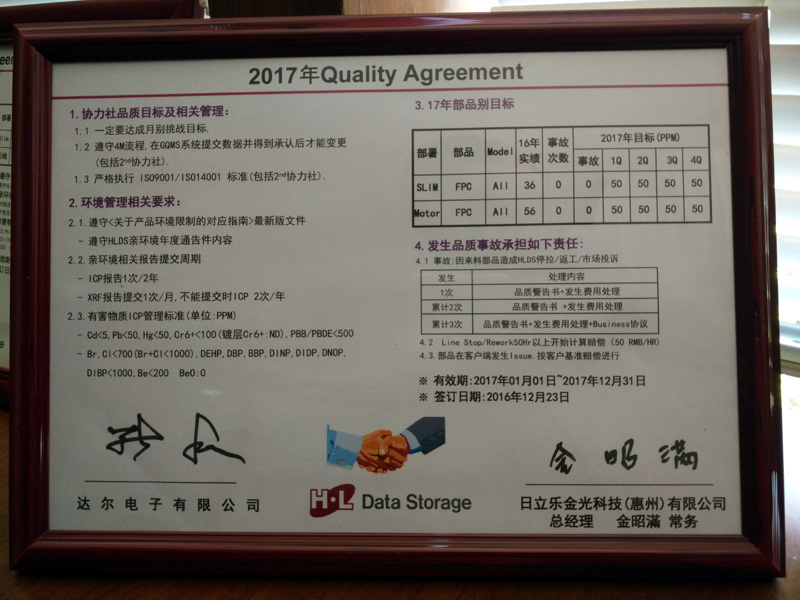 2017年Quality Agreement
1.协力社品质目标及相关管理:
1.1 一定要达成月别挑战目标.
1.2 遵守4M流程,在GQMS系统提交数据并得到承认后才能变更
(包括2nd协力社).
1.3 严格执行 ISO9001/ISO14001 标准(包括2nd协力社).
2.环境管理相关要求:
2.1.遵守<关于产品环境限制的对应指南>最新版文件
- 遵守HLDS亲环境年度通告件内容
2.2.亲环境相关报告提交周期
- ICP报告1次/2年
- XRF报告提交1次/月,不能提交时ICP 2次/年
2.3.有害物质ICP管理标准(单位:PPM)
- Cd<5,Pb<50,Hg<50,Cr6+<100(镀层Cr6+:ND),PBB/PBDE<500
- Br,Cl<700(Br+Cl<1000),DEHP,DBP,BBP,DINP,DIDP,DNOP,
DIBP<1000,Be<200 BeO:0
3.17年部品别目标
部署 部品 Model 16年实绩 事故次数 2017年目标(PPM)
事故 1Q 2Q 3Q 4Q
SLIM FPC All 36 0 0 50 50 50 50
Motor FPC All 56 0 0 50 50 50 50
4.发生品质事故承担如下责任:
4.1 事故:因来料部品造成HLDS停拉/返工/市场投诉
发生 处理内容
1次 品质警告书+发生费用处理
累计2次 品质警告书 +发生费用处理
累计3次 品质警告书+发生费用处理+Business协议
4.2 Line Stop/Rework50Hr以上开始计算赔偿 (50 RMB/HR)
4.3.部品在客户端发生Issue.按客户基准赔偿进行
※ 有效期:2017年01月01日~2017年12月31日
※ 签订日期:2016年12月23日
金昭满
达尔电子有限公司
H·L Data Storage
日立乐金光科技(惠州)有限公司
总经理 金昭滿 常务